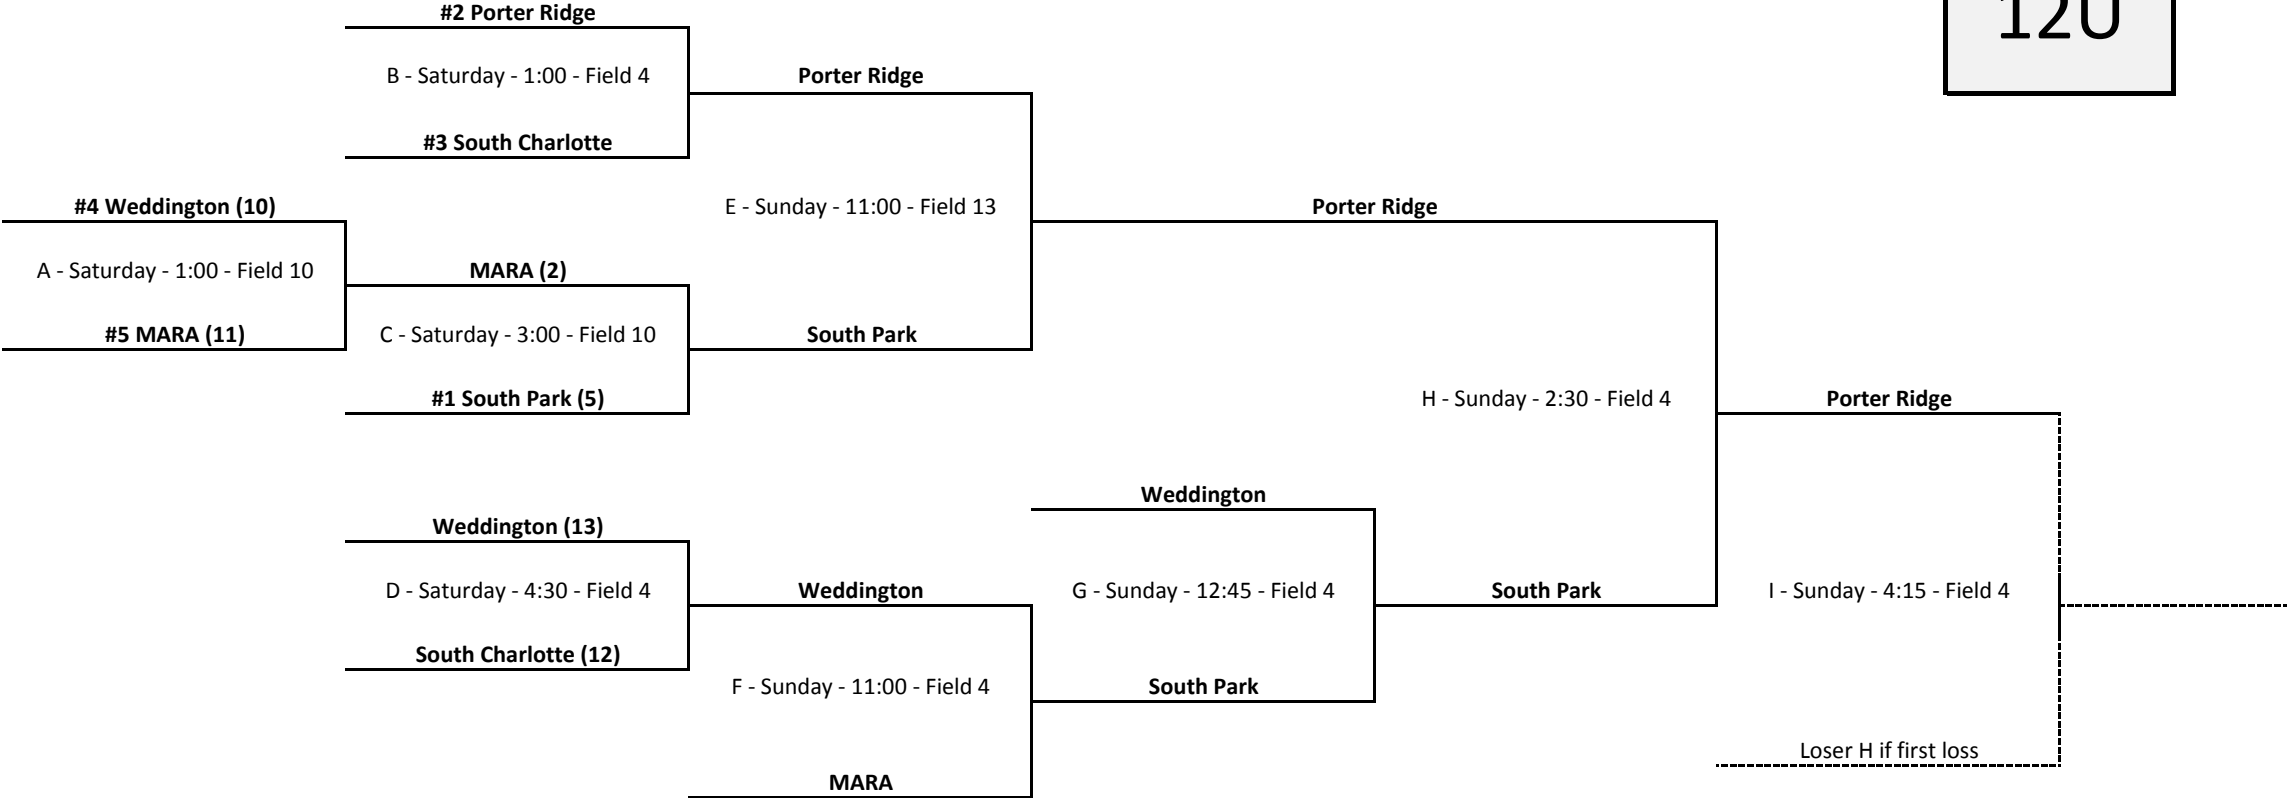 #2 Porter Ridge
12U
B - Saturday - 1:00 - Field 4
Porter Ridge
#3 South Charlotte
#4 Weddington (10)
E - Sunday - 11:00 - Field 13
Porter Ridge
A - Saturday - 1:00 - Field 10
MARA (2)
#5 MARA (11)
C - Saturday - 3:00 - Field 10
South Park
#1 South Park (5)
H - Sunday - 2:30 - Field 4
Porter Ridge
Weddington
Weddington (13)
D - Saturday - 4:30 - Field 4
Weddington
G - Sunday - 12:45 - Field 4
South Park
I - Sunday - 4:15 - Field 4
South Charlotte (12)
F - Sunday - 11:00 - Field 4
South Park
Loser H if first loss
MARA